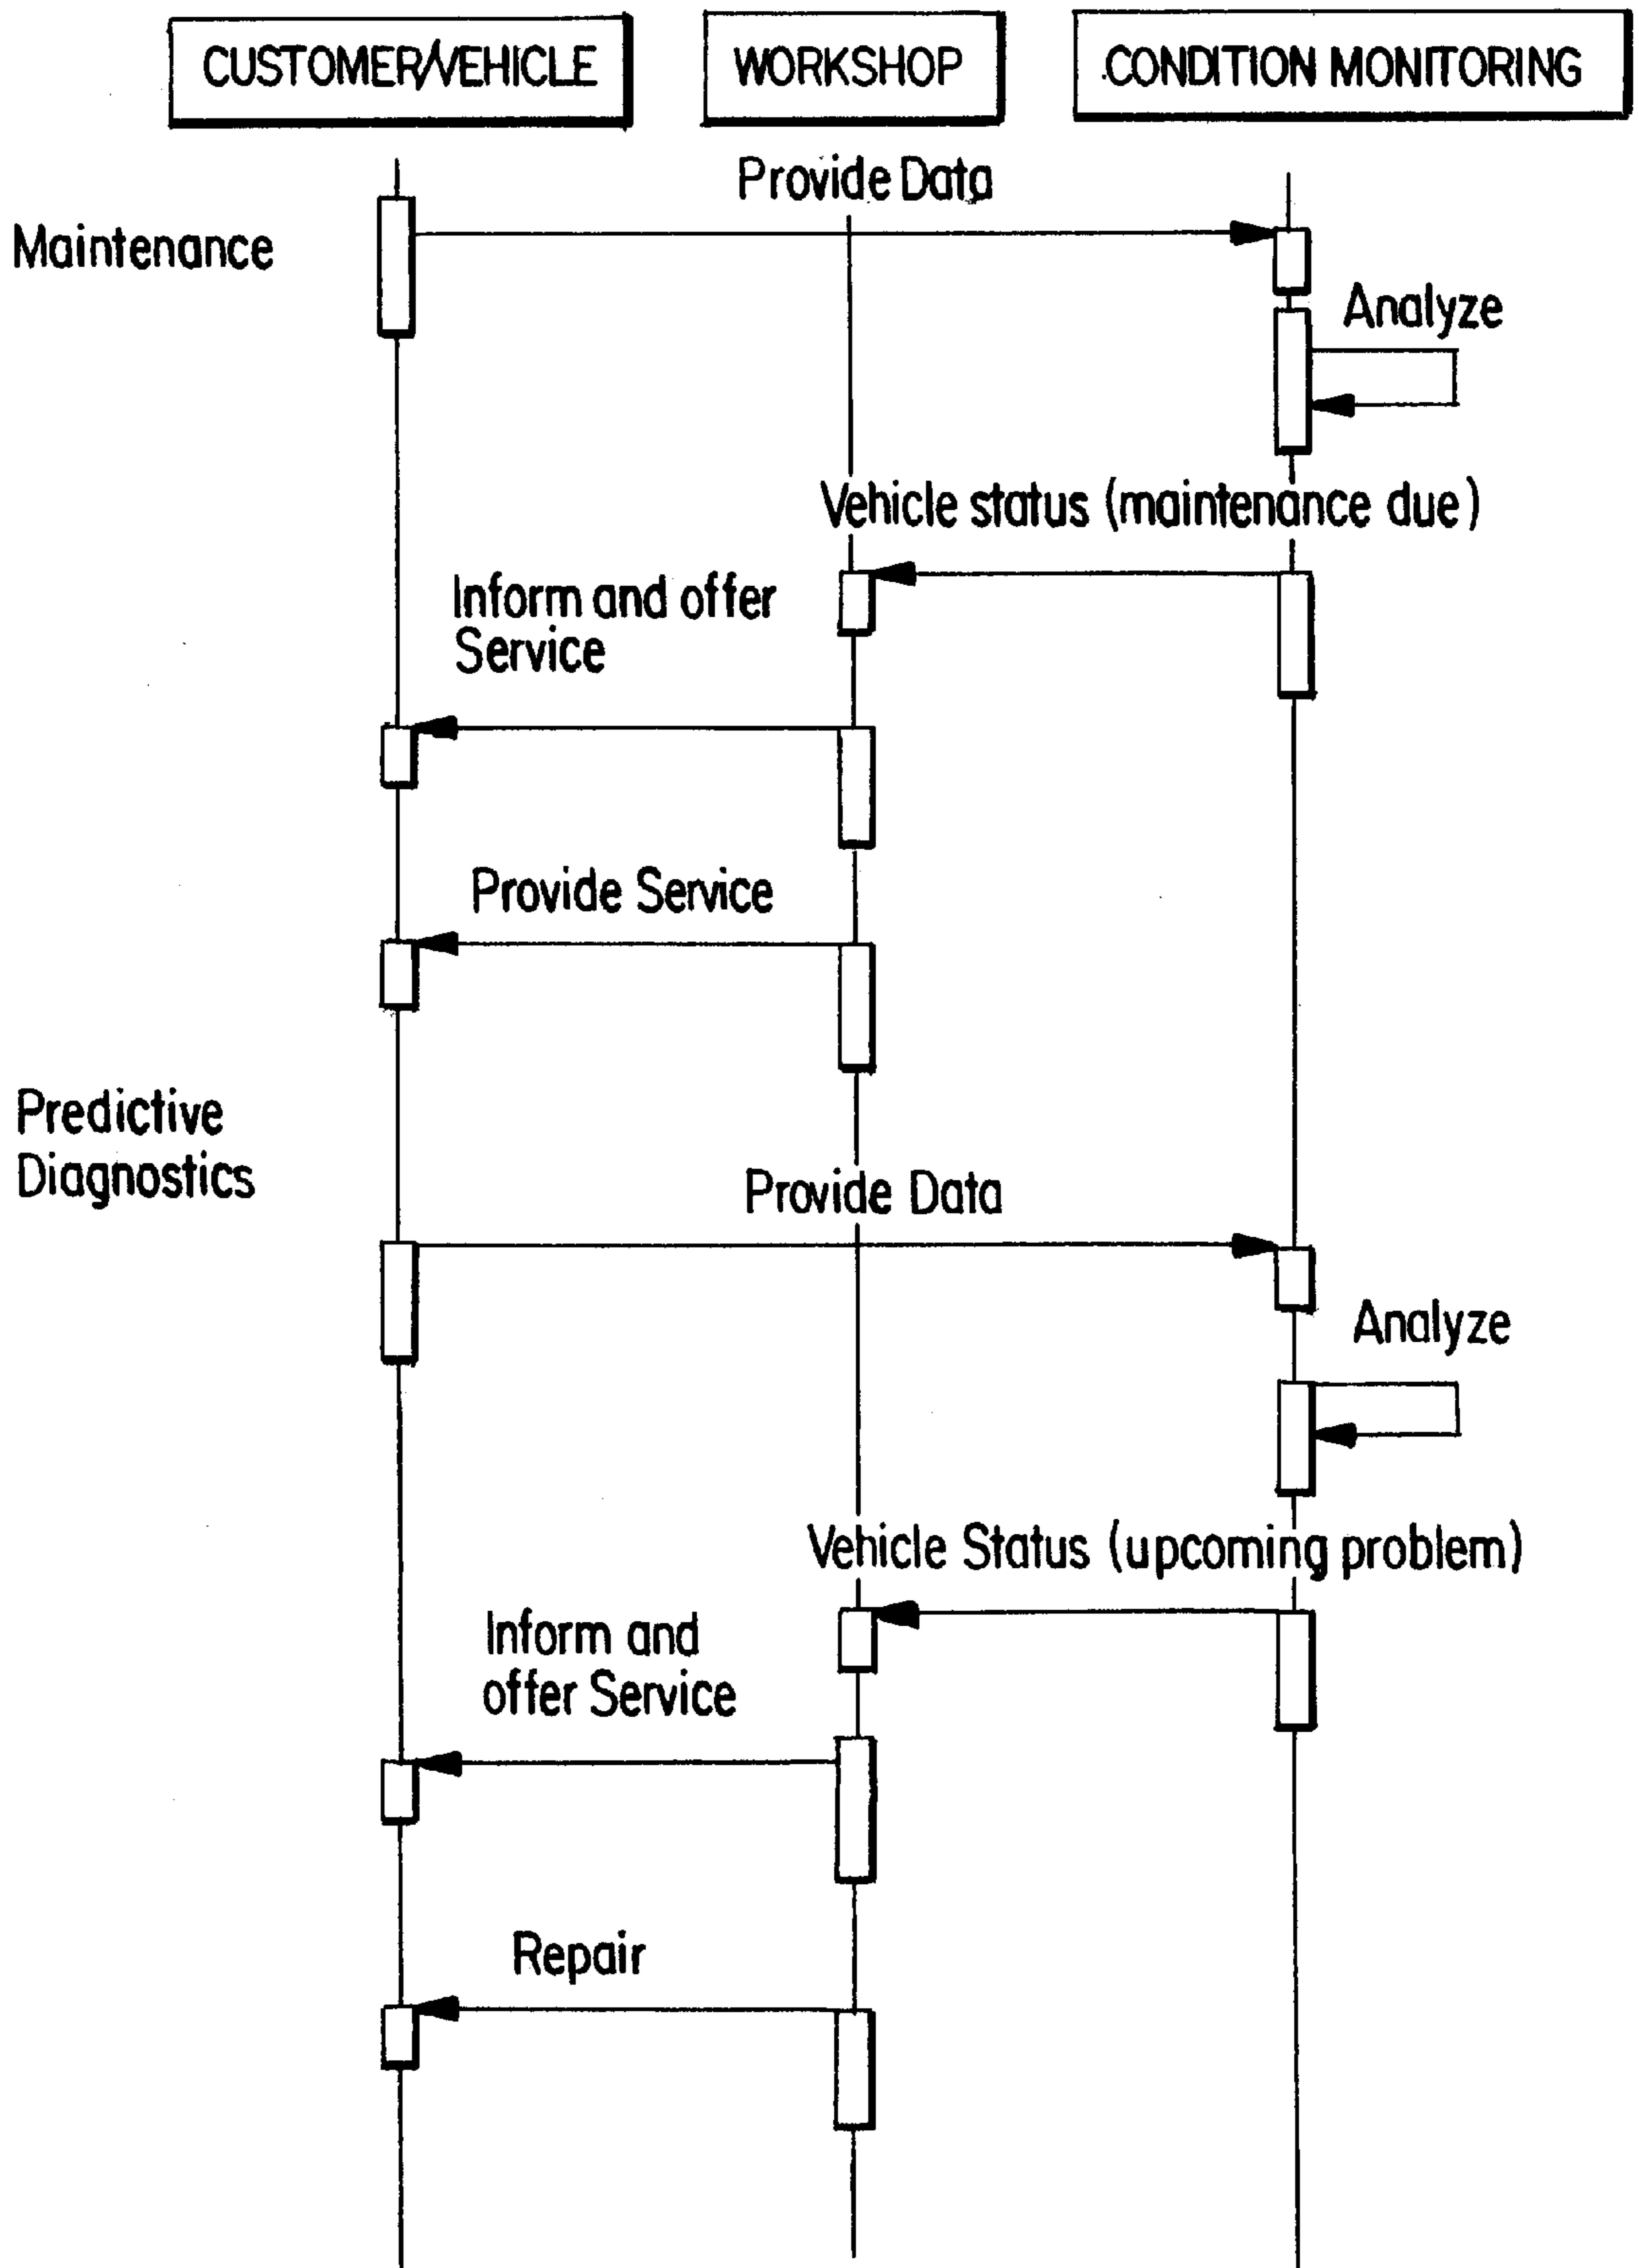 CUSTOMER/VEHICLE
WORKSHOP
CONDITION MONITORING
Provide Data
Maintenance
Analyze
Vehicle status (maintenance due)
Inform and offer
Service
Provide Service
Predictive
Diagnostics
Provide Data
Analyze
Vehicle Status (upcoming problem)
Inform and
offer Service
Repair